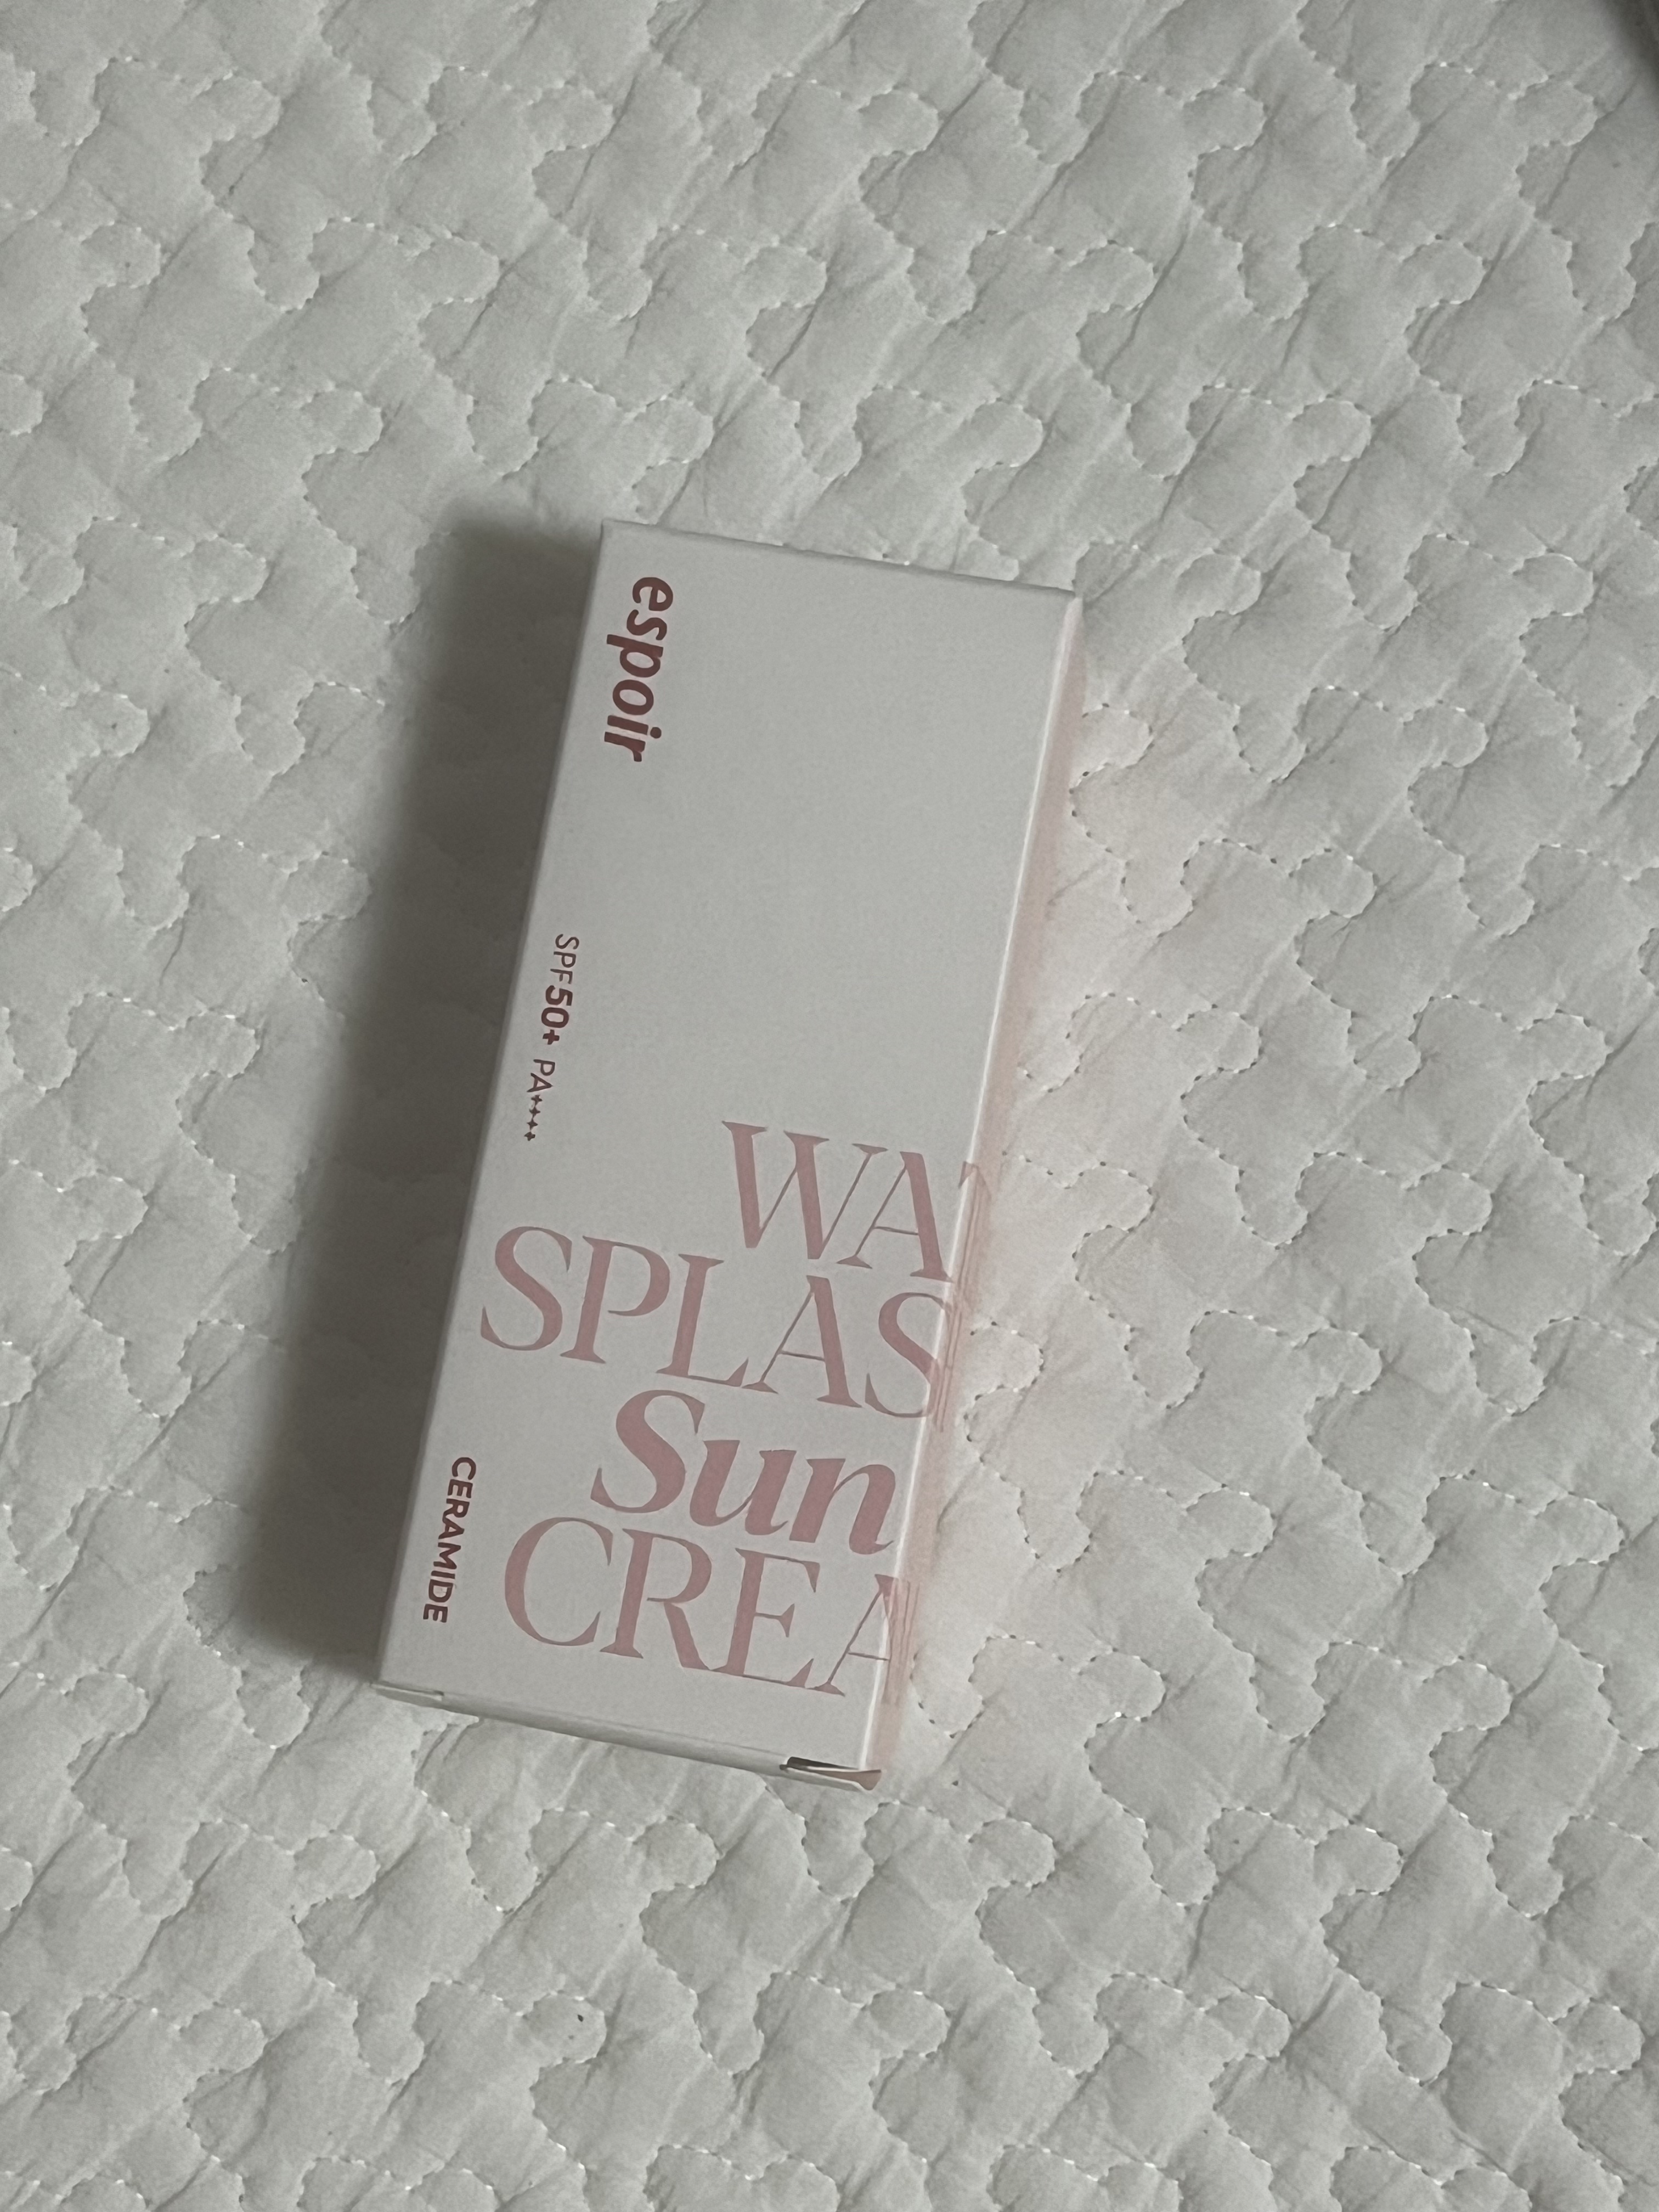 espoir
SPF50+ PA++++
WAT
SPLAS
Sun
CREA
CERAMIDE